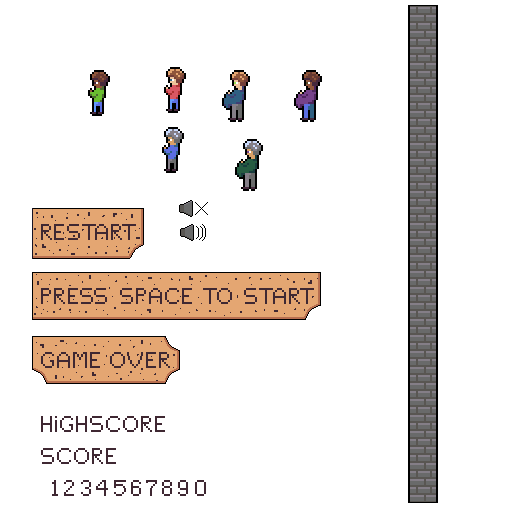 RESTART
PRESS SPACE TO START
GAME OVER
HiGHSCORE
SCORE
1234567890